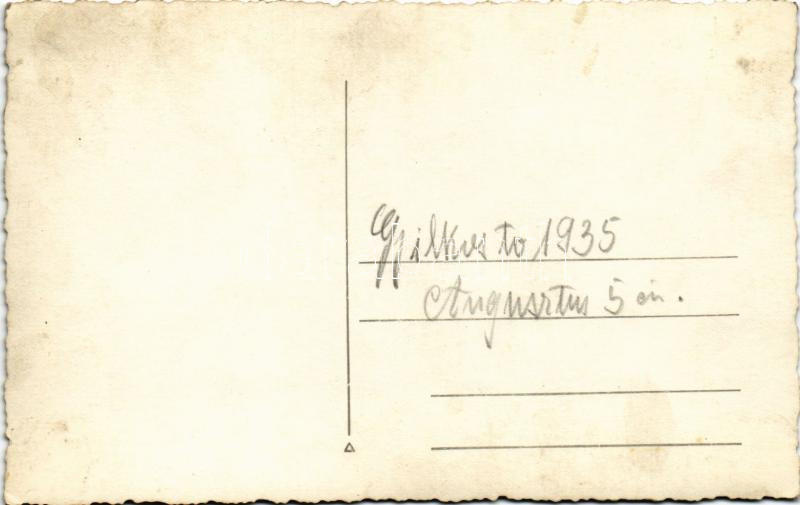 Gyilkos tó 1935
Augusztus 5 én.